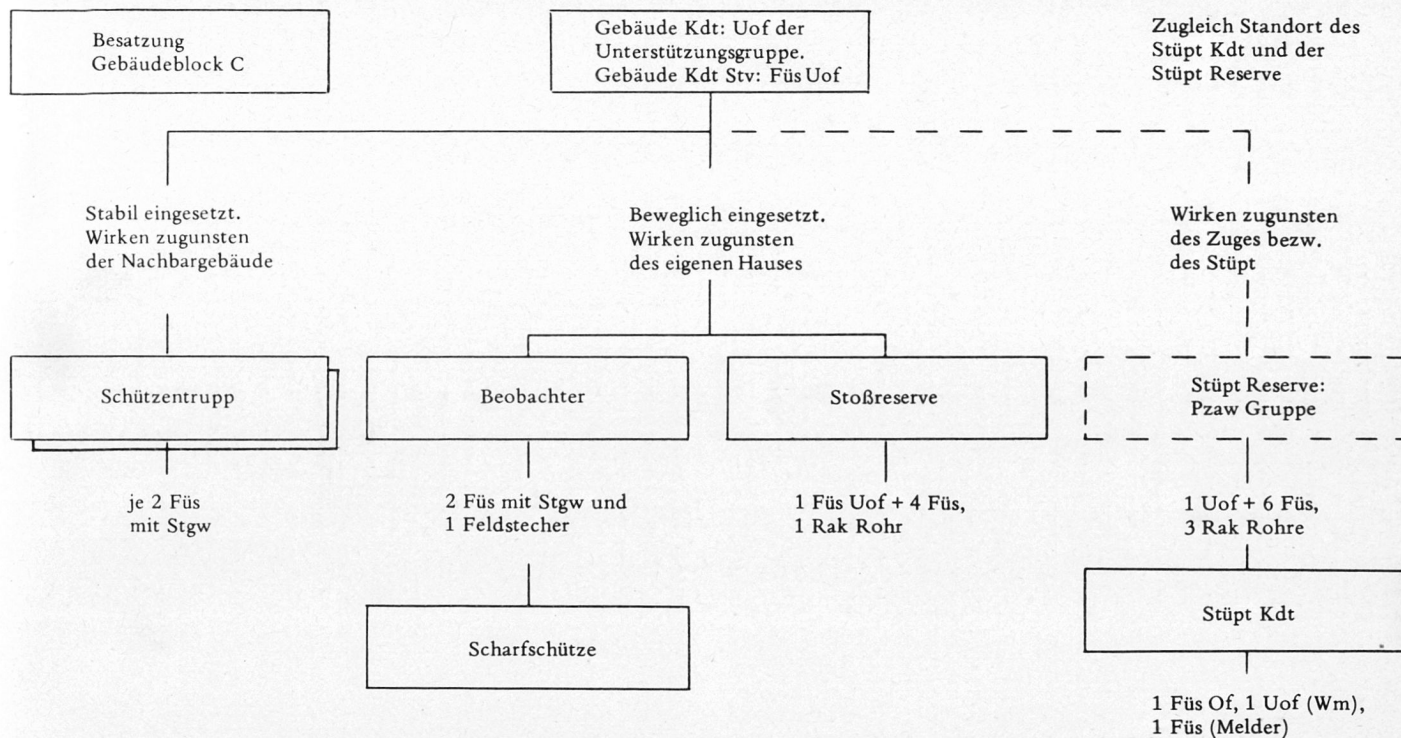 Besatzung
Gebäudeblock C
Gebäude Kdt: Uof der
Unterstützungsgruppe.
Gebäude Kdt Stv: Füs Uof
Zugleich Standort des
Stüpt Kdt und der
Stüpt Reserve
Stabil eingesetzt.
Wirken zugunsten
der Nachbargebäude
Beweglich eingesetzt.
Wirken zugunsten
des eigenen Hauses
Wirken zugunsten
des Zuges bezw.
des Stüpt
Schützentrupp
Beobachter
Stoßreserve
Stüpt Reserve:
Pzaw Gruppe
je 2 Füs
mit Stgw
2 Füs mit Stgw und
1 Feldstecher
1 Füs Uof + 4 Füs,
1 Rak Rohr
1 Uof + 6 Füs,
3 Rak Rohre
Scharfschütze
Stüpt Kdt
1 Füs Of, 1 Uof (Wm),
1 Füs (Melder)